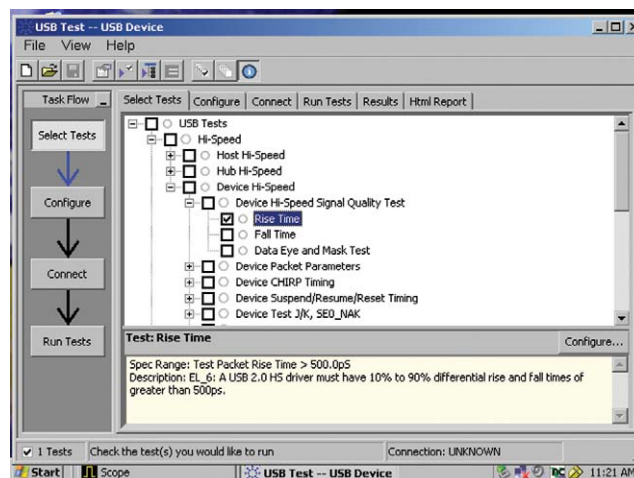 USB Test -- USB Device
File View Help
Task Flow
Select Tests
Configure
Connect
Run Tests
Select Tests Configure Connect Run Tests Results Html Report
USB Tests
Hi-Speed
Host Hi-Speed
Hub Hi-Speed
Device Hi-Speed
Device Hi-Speed Signal Quality Test
Rise Time
Fall Time
Data Eye and Mask Test
Device Packet Parameters
Device CHIRP Timing
Device Suspend/Resume/Reset Timing
Device Test J/K, SE0_NAK
Test: Rise Time
Configure...
Spec Range: Test Packet Rise Time > 500.0pS
Description: EL_6: A USB 2.0 HS driver must have 10% to 90% differential rise and fall times of
greater than 500ps.
1 Tests Check the test(s) you would like to run Connection: UNKNOWN
Start Scope USB Test -- USB Device 11:21 AM